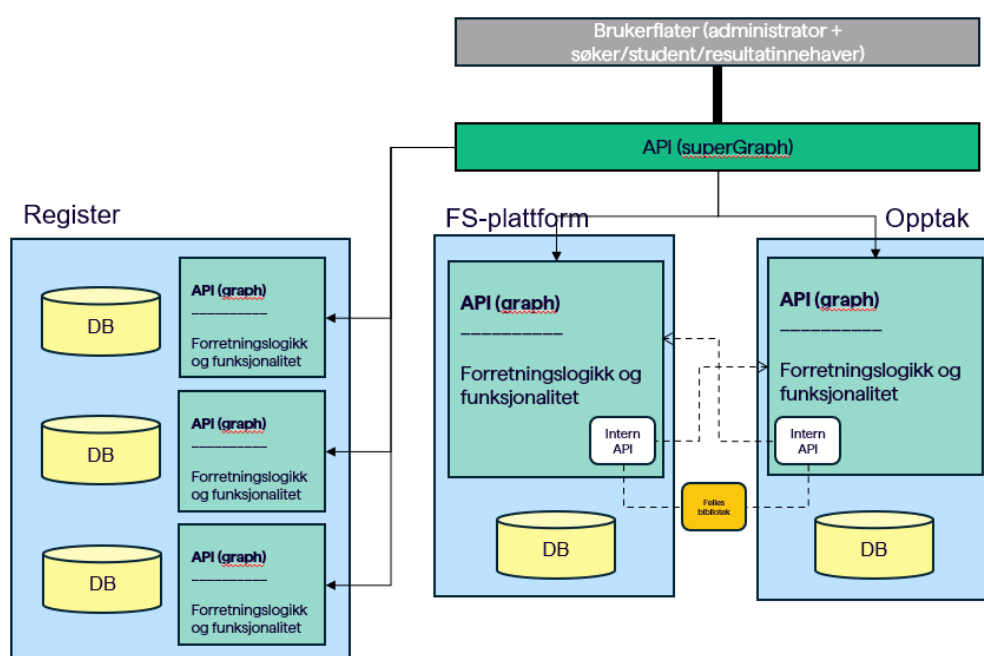 Brukerflater (administrator +
søker/student/resultatinnehaver)
API (superGraph)
Register
FS-plattform
Opptak
DB
API (graph)
----------
Forretningslogikk
og funksjonalitet
DB
API (graph)
----------
Forretningslogikk
og funksjonalitet
DB
API (graph)
----------
Forretningslogikk
og funksjonalitet
API (graph)
----------
Forretningslogikk og
funksjonalitet
Intern
API
DB
Felles
bibliotek
API (graph)
----------
Forretningslogikk og
funksjonalitet
Intern
API
DB